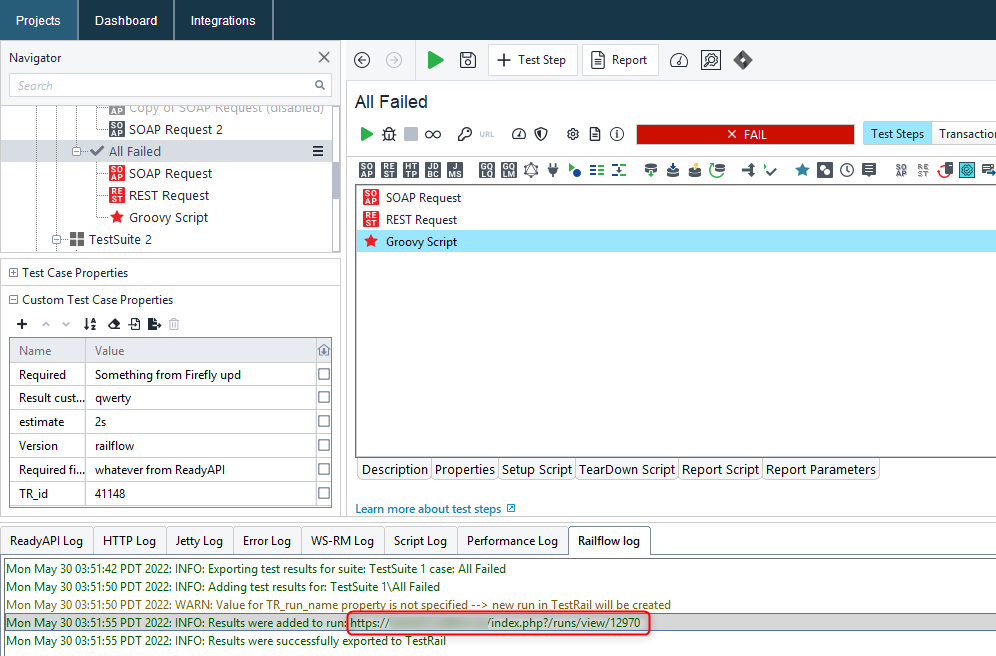 Projects
Dashboard
Integrations
Navigator
Search
Copy of SOAP Request (disabled)
SOAP Request 2
All Failed
SOAP Request
REST Request
Groovy Script
TestSuite 2
Test Case Properties
Custom Test Case Properties
Name Value
Required Something from Firefly upd
Result cust... qwerty
estimate 2s
Version railflow
Required fi... whatever from ReadyAPI
TR_id 41148
Test Step
Report
All Failed
URL
FAIL
Test Steps
Transaction
SOAP Request
REST Request
Groovy Script
Description Properties Setup Script TearDown Script Report Script Report Parameters
Learn more about test steps
ReadyAPI Log HTTP Log Jetty Log Error Log WS-RM Log Script Log Performance Log Railflow log
Mon May 30 03:51:42 PDT 2022: INFO: Exporting test results for suite: TestSuite 1 case: All Failed
Mon May 30 03:51:50 PDT 2022: INFO: Adding test results for: TestSuite 1\All Failed
Mon May 30 03:51:50 PDT 2022: WARN: Value for TR_run_name property is not specified --> new run in TestRail will be created
Mon May 30 03:51:55 PDT 2022: INFO: Results were added to run: https:// /index.php?/runs/view/12970
Mon May 30 03:51:55 PDT 2022: INFO: Results were successfully exported to TestRail